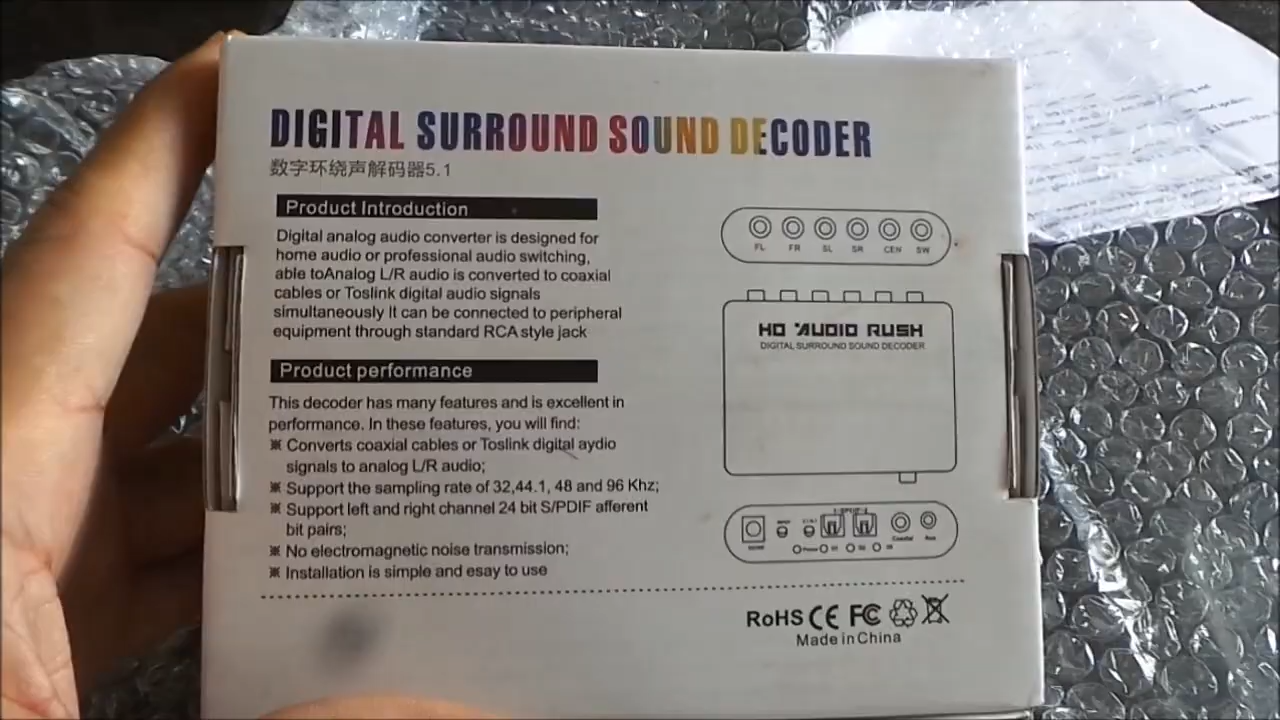 DIGITAL SURROUND SOUND DECODER
数字环绕声解码器5.1
Product Introduction
Digital analog audio converter is designed for
home audio or professional audio switching,
able toAnalog L/R audio is converted to coaxial
cables or Toslink digital audio signals
simultaneously It can be connected to peripheral
equipment through standard RCA style jack
Product performance
This decoder has many features and is excellent in
performance. In these features, you will find:
※ Converts coaxial cables or Toslink digital aydio
signals to analog L/R audio;
※ Support the sampling rate of 32,44.1, 48 and 96 Khz;
※ Support left and right channel 24 bit S/PDIF afferent
bit pairs;
※ No electromagnetic noise transmission;
※ Installation is simple and esay to use
FL FR SL SR CEN SW
HD AUDIO RUSH
DIGITAL SURROUND SOUND DECODER
Coaxial
RoHS CE FC
Made in China